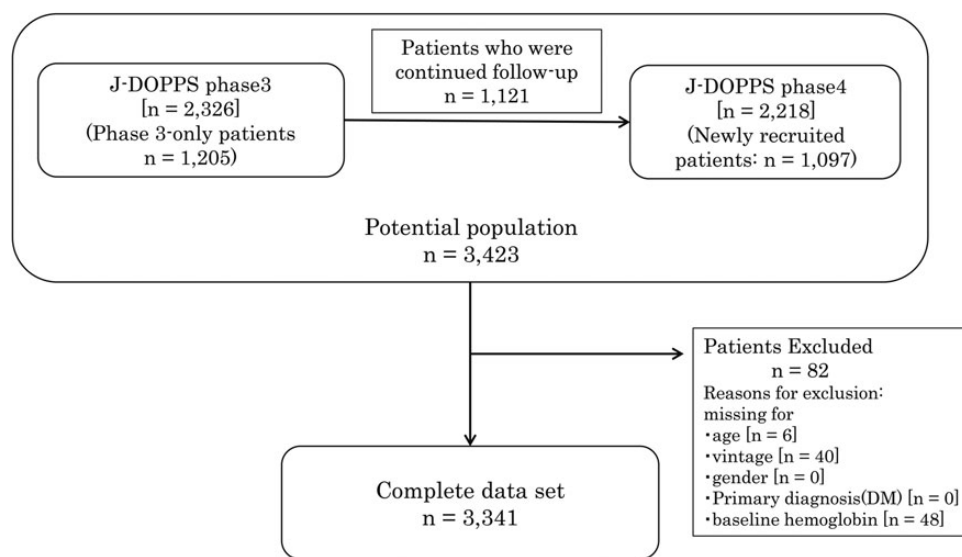 Patients who were
continued follow-up
n = 1,121
J-DOPPS phase3
[n = 2,326]
(Phase 3-only patients
n = 1,205)
J-DOPPS phase4
[n = 2,218]
(Newly recruited
patients: n = 1,097)
Potential population
n = 3,423
Patients Excluded
n = 82
Reasons for exclusion:
missing for
・age [n = 6]
・vintage [n = 40]
・gender [n = 0]
・Primary diagnosis(DM) [n = 0]
・baseline hemoglobin [n = 48]
Complete data set
n = 3,341